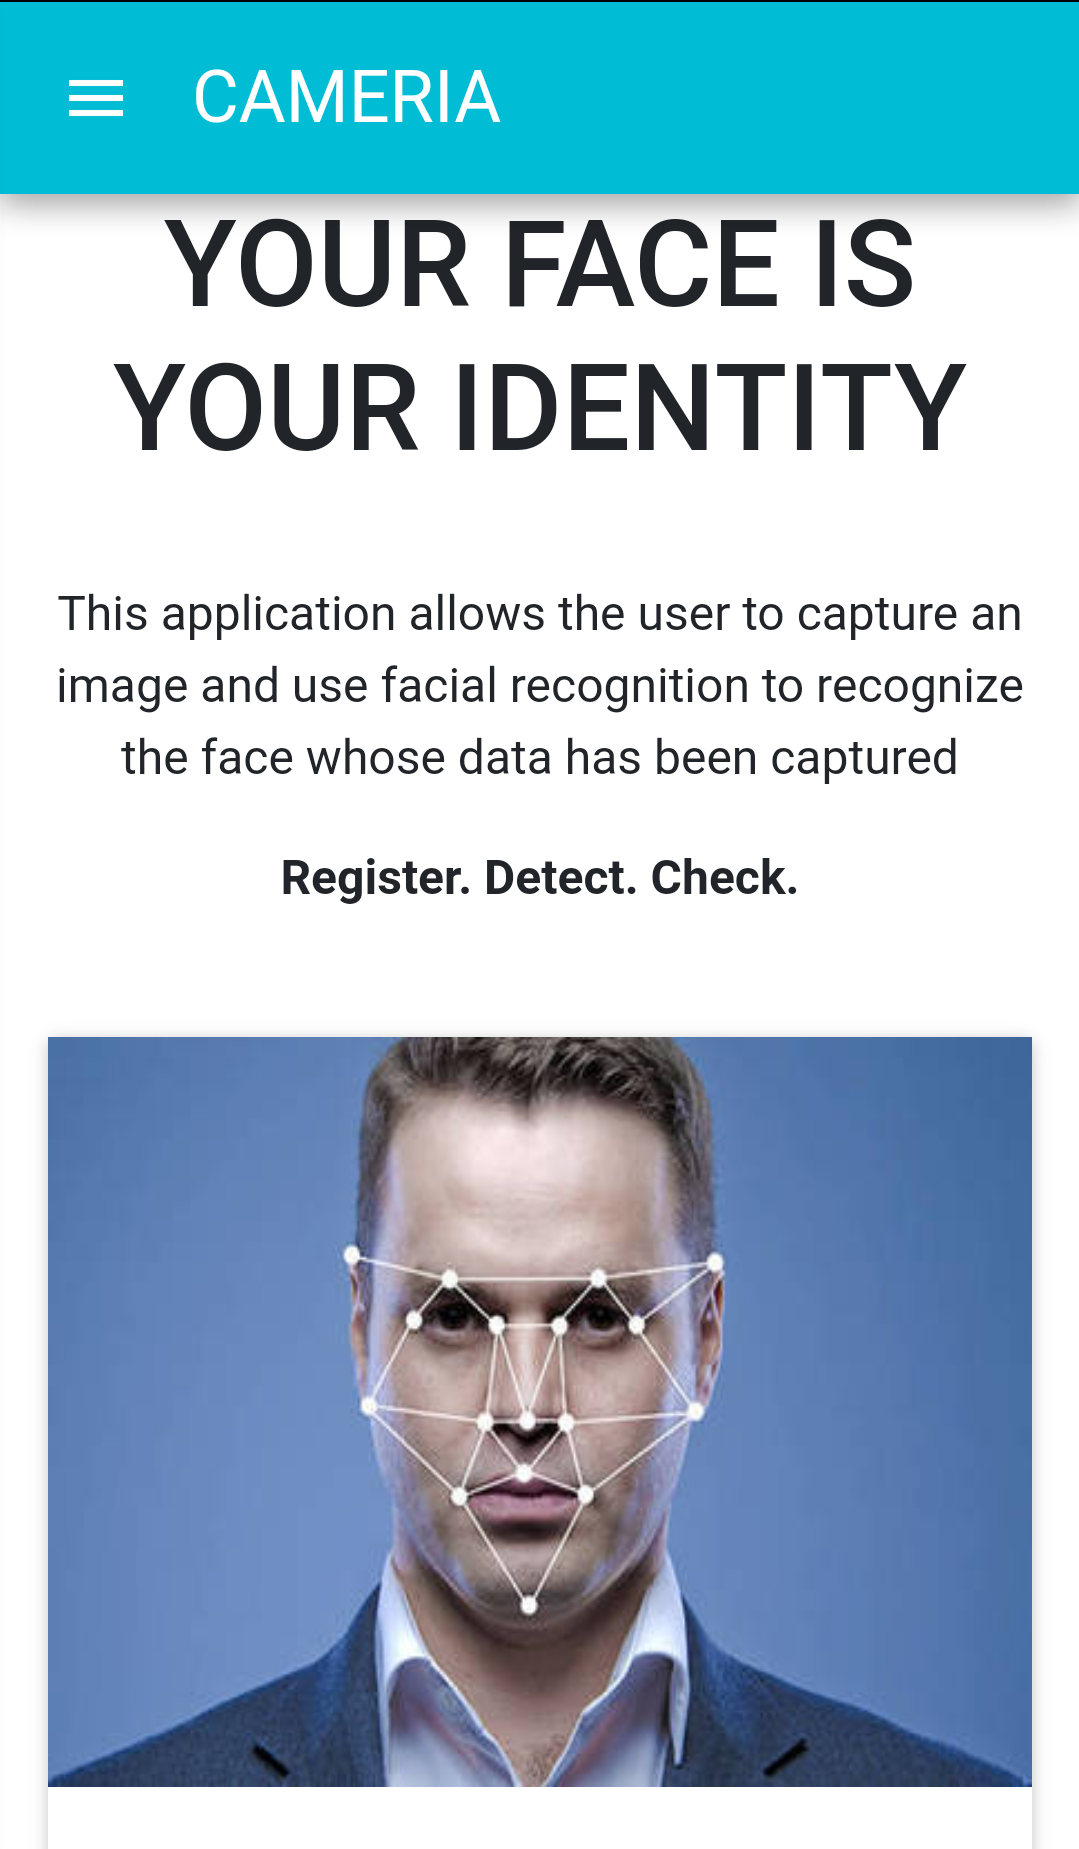 CAMERIA
YOUR FACE IS
YOUR IDENTITY
This application allows the user to capture an
image and use facial recognition to recognize
the face whose data has been captured
Register. Detect. Check.